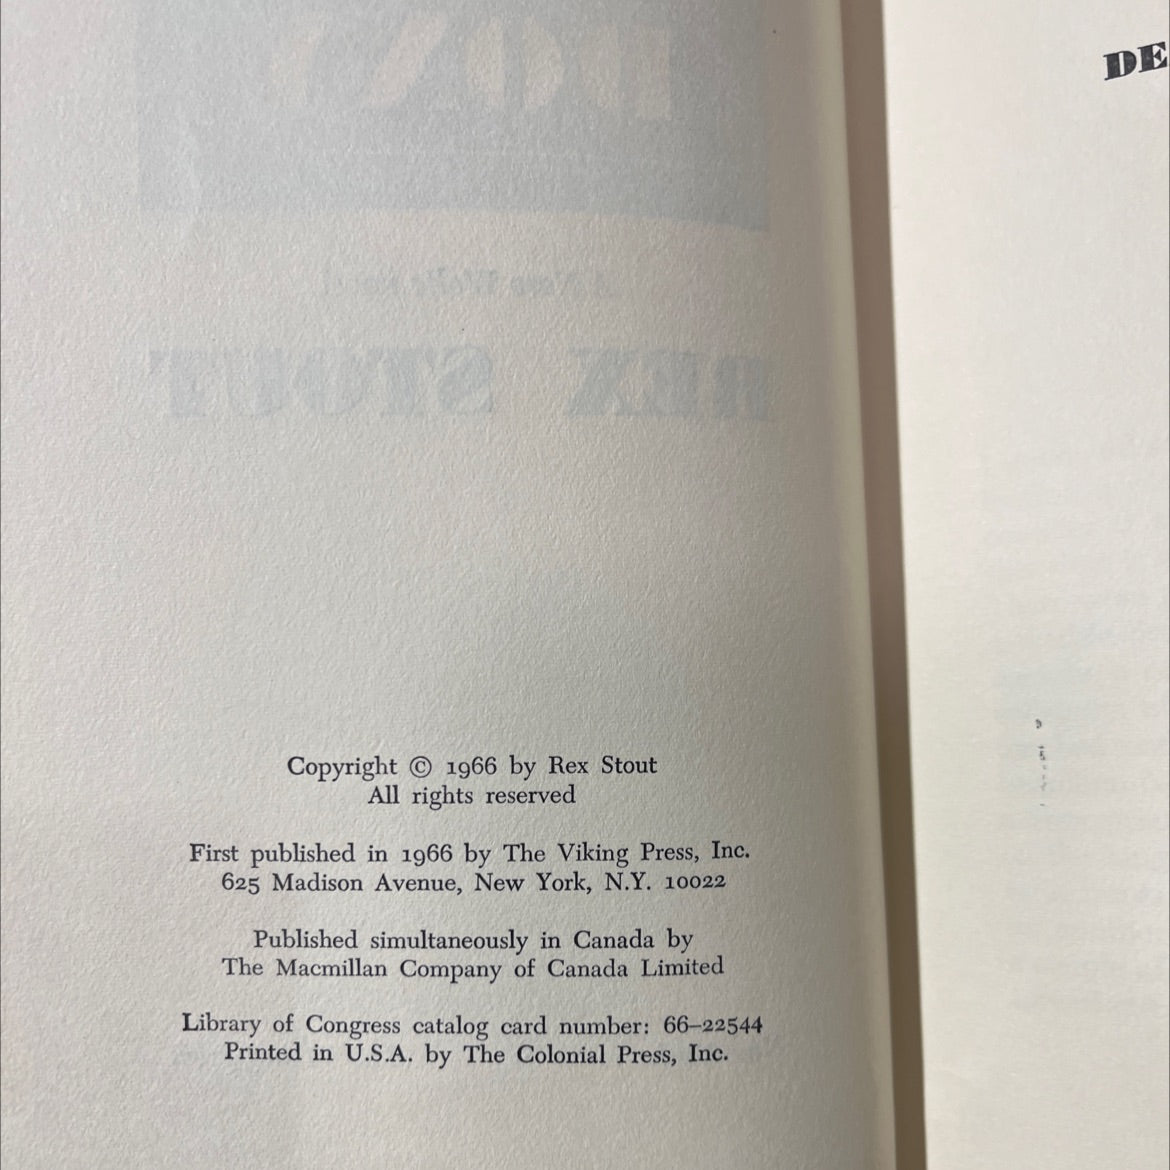 DE
REX STOUT
Copyright © 1966 by Rex Stout
All rights reserved
First published in 1966 by The Viking Press, Inc.
625 Madison Avenue, New York, N.Y. 10022
Published simultaneously in Canada by
The Macmillan Company of Canada Limited
Library of Congress catalog card number: 66–22544
Printed in U.S.A. by The Colonial Press, Inc.